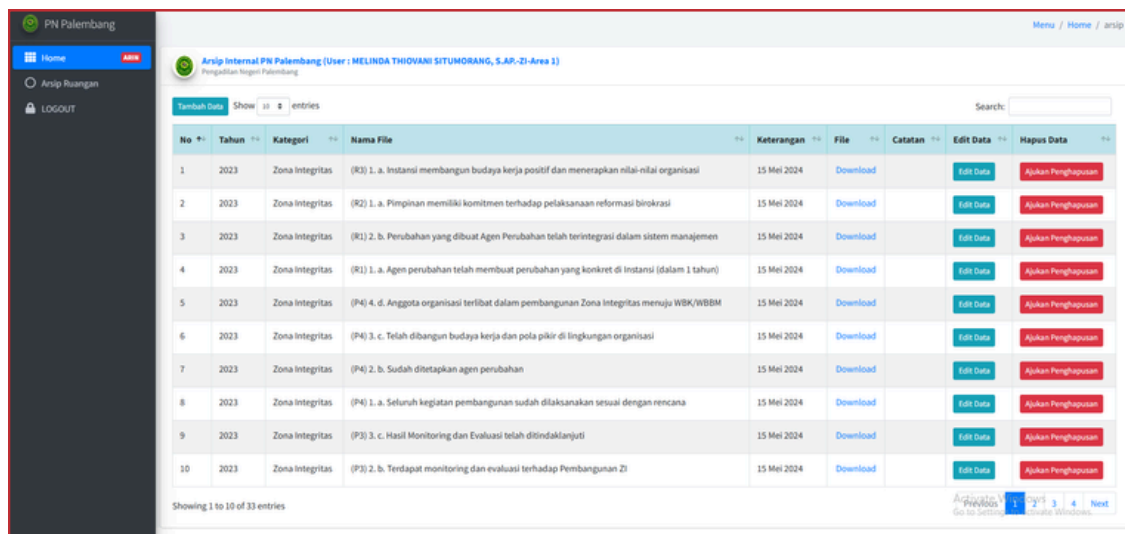 PN Palembang
Menu / Home / arsip
Home
Arsip Internal PN Palembang (User : MELINDA THIOVANI SITUMORANG, S.AP.-ZI-Area 1)
Pengadilan Negeri Palembang
Arsip Ruangan
LOGOUT
Tambah Data Show 10 entries Search:
No Tahun Kategori Nama File Keterangan File Catatan Edit Data Hapus Data
1 2023 Zona Integritas (R3) 1. a. Instansi membangun budaya kerja positif dan menerapkan nilai-nilai organisasi 15 Mei 2024 Download Edit Data Ajukan Penghapusan
2 2023 Zona Integritas (R2) 1. a. Pimpinan memiliki komitmen terhadap pelaksanaan reformasi birokrasi 15 Mei 2024 Download Edit Data Ajukan Penghapusan
3 2023 Zona Integritas (R1) 2. b. Perubahan yang dibuat Agen Perubahan telah terintegrasi dalam sistem manajemen 15 Mei 2024 Download Edit Data Ajukan Penghapusan
4 2023 Zona Integritas (R1) 1. a. Agen perubahan telah membuat perubahan yang konkret di Instansi (dalam 1 tahun) 15 Mei 2024 Download Edit Data Ajukan Penghapusan
5 2023 Zona Integritas (P4) 4. d. Anggota organisasi terlibat dalam pembangunan Zona Integritas menuju WBK/WBBM 15 Mei 2024 Download Edit Data Ajukan Penghapusan
6 2023 Zona Integritas (P4) 3. c. Telah dibangun budaya kerja dan pola pikir di lingkungan organisasi 15 Mei 2024 Download Edit Data Ajukan Penghapusan
7 2023 Zona Integritas (P4) 2. b. Sudah ditetapkan agen perubahan 15 Mei 2024 Download Edit Data Ajukan Penghapusan
8 2023 Zona Integritas (P4) 1. a. Seluruh kegiatan pembangunan sudah dilaksanakan sesuai dengan rencana 15 Mei 2024 Download Edit Data Ajukan Penghapusan
9 2023 Zona Integritas (P3) 3. c. Hasil Monitoring dan Evaluasi telah ditindaklanjuti 15 Mei 2024 Download Edit Data Ajukan Penghapusan
10 2023 Zona Integritas (P3) 2. b. Terdapat monitoring dan evaluasi terhadap Pembangunan ZI 15 Mei 2024 Download Edit Data Ajukan Penghapusan
Showing 1 to 10 of 33 entries
Activate Windows
Previous 1 2 3 4 Next
Go to Settings to activate Windows.